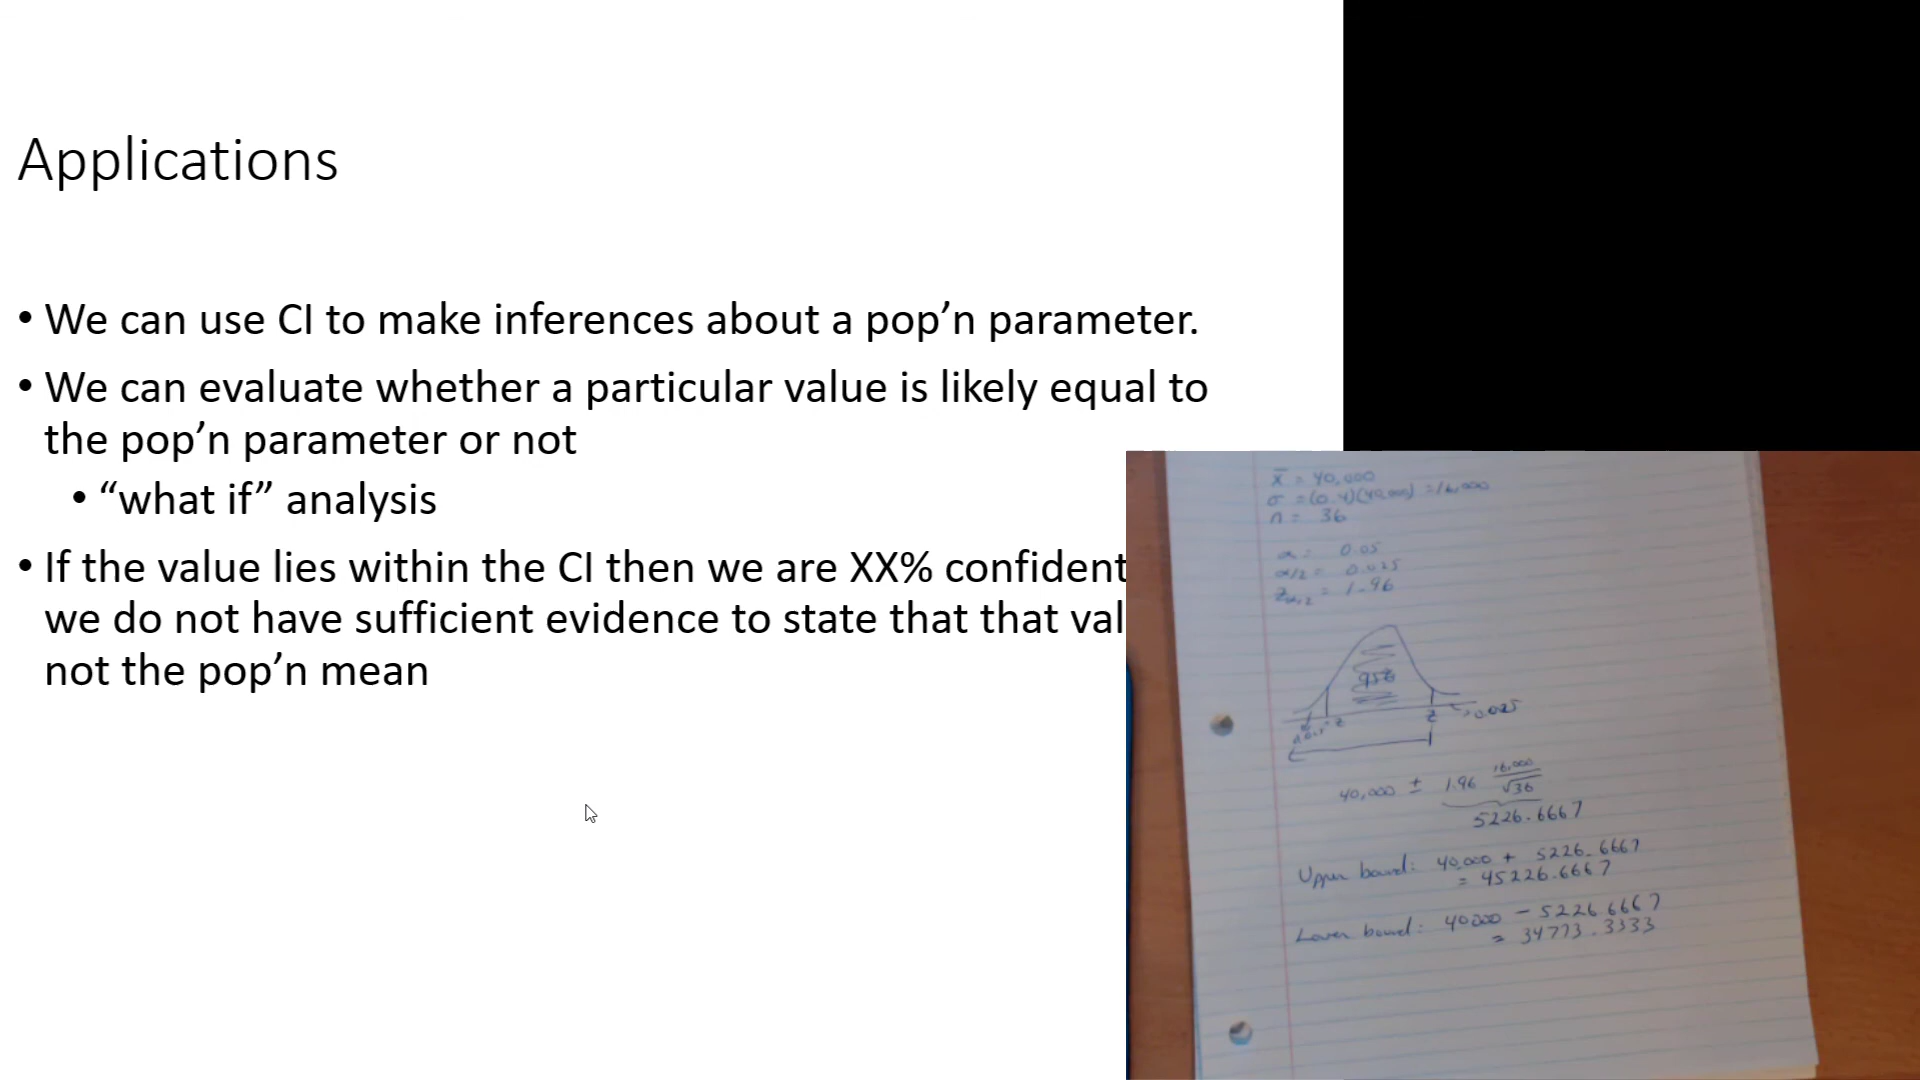 Applications
• We can use CI to make inferences about a pop’n parameter.
• We can evaluate whether a particular value is likely equal to
the pop’n parameter or not
• “what if” analysis
• If the value lies within the CI then we are XX% confident
we do not have sufficient evidence to state that that val
not the pop’n mean
x̄ = 40,000
σ = (0.4)(40,000) = 16,000
n = 36
α = 0.05
α/2 = 0.025
Zα/2 = 1.96
95%
-z z 0.025
40,000 ± 1.96 16,000/√36
5226.6667
Upper bound: 40,000 + 5226.6667
= 45226.6667
Lower bound: 40000 - 5226.6667
= 34773.3333